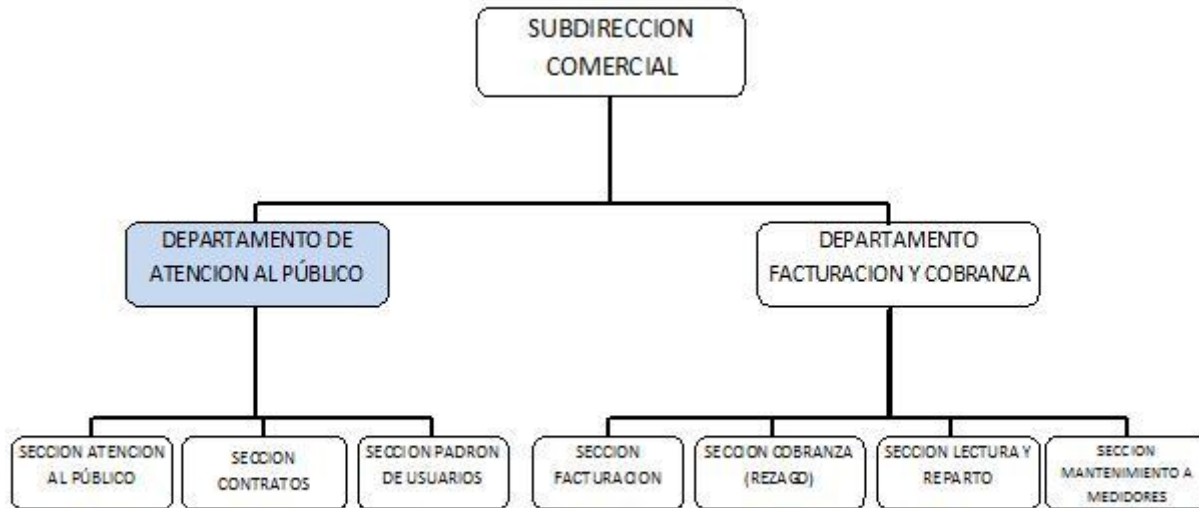 SUBDIRECCION
COMERCIAL
DEPARTAMENTO DE
ATENCION AL PÚBLICO
DEPARTAMENTO
FACTURACION Y COBRANZA
SECCION ATENCION
AL PÚBLICO
SECCION
CONTRATOS
SECCION PADRON
DE USUARIOS
SECCION
FACTURACION
SECCION COBRANZA
(REZAGO)
SECCION LECTURA Y
REPARTO
SECCION
MANTENIMIENTO A
MEDIDORES